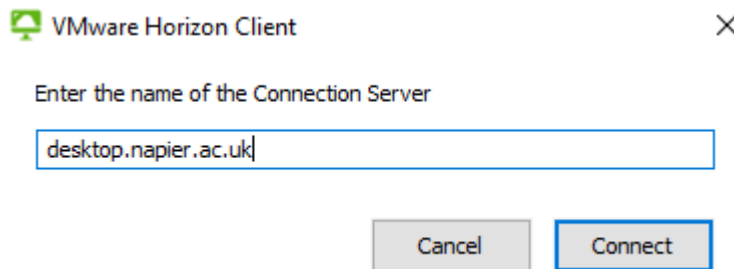 VMware Horizon Client
Enter the name of the Connection Server
desktop.napier.ac.uk
Cancel Connect